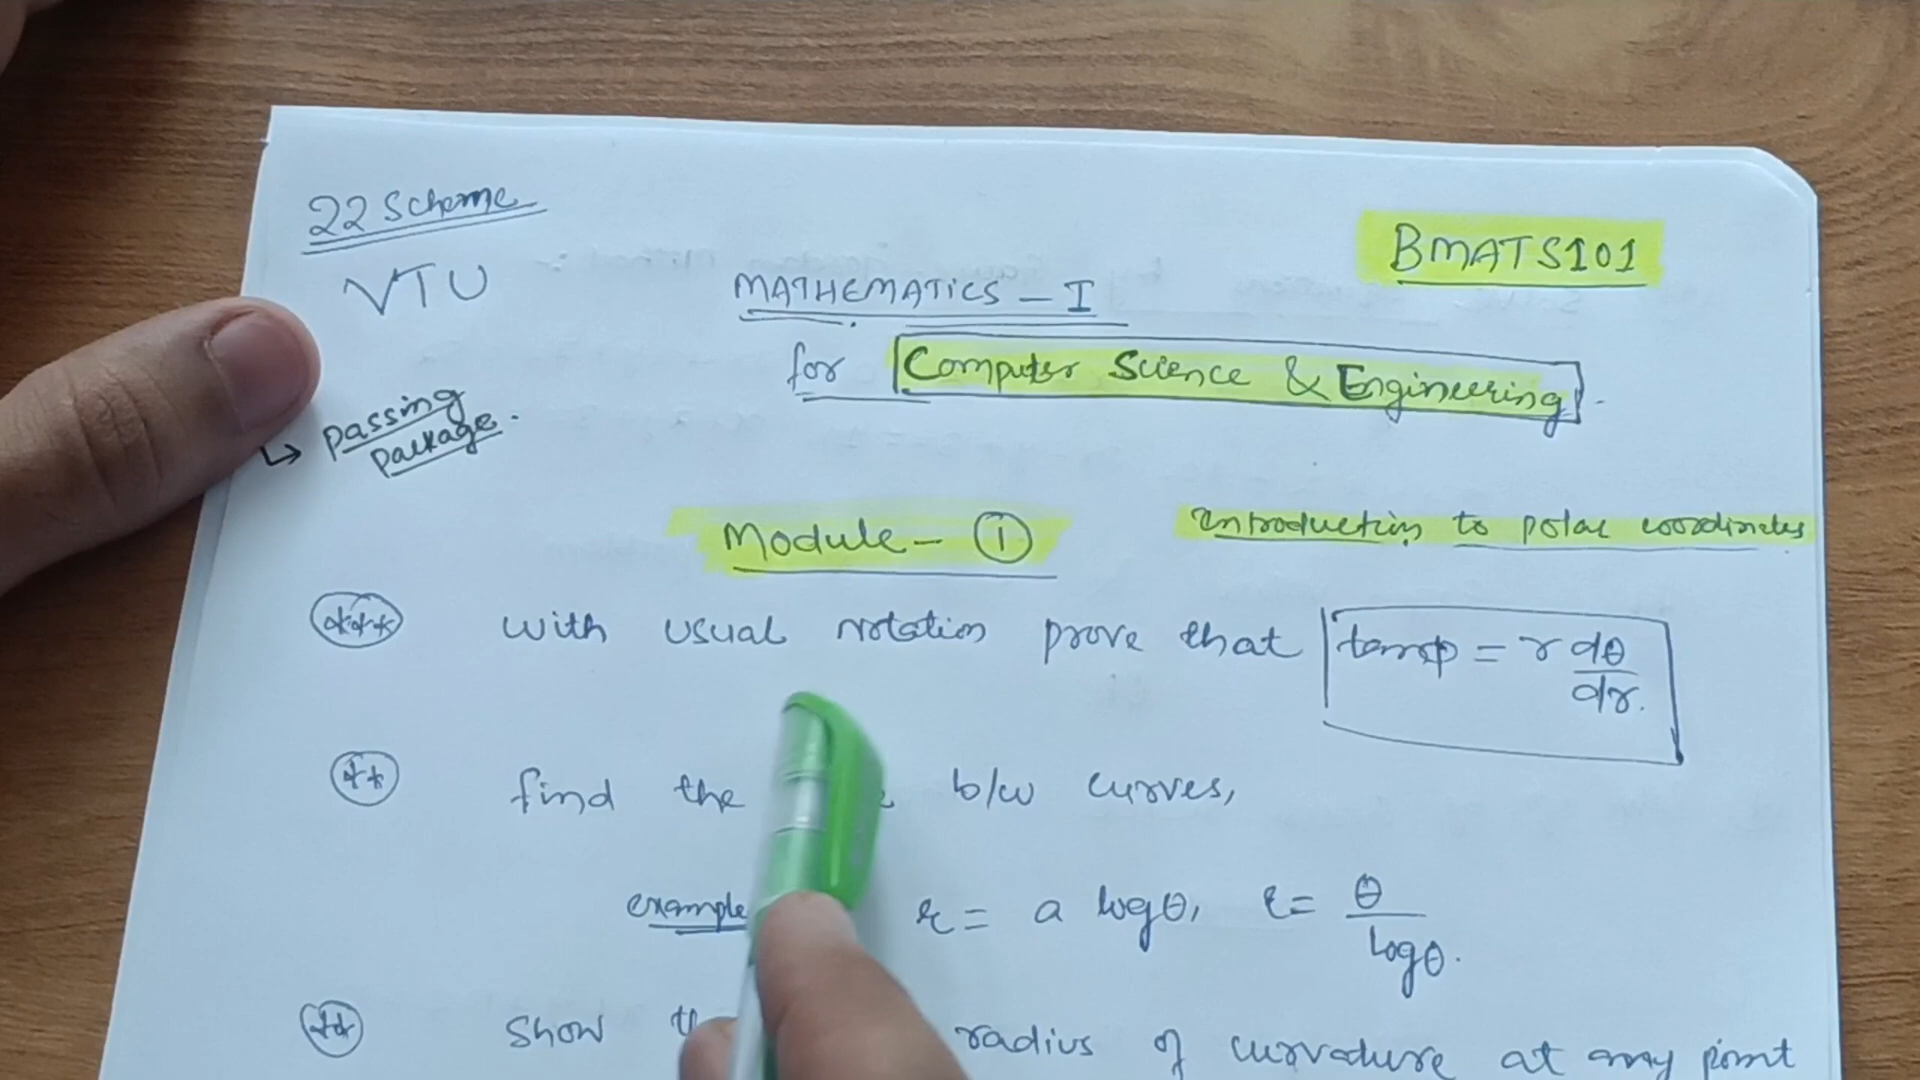 22 Scheme
VTU
BMATS101
MATHEMATICS - I
for Computer Science & Engineering.
↳ Passing
package.
Module - ①
Introduction to polar coordinates
*** with usual notation prove that tanφ = r dθ/dr.
** find the b/w curves,
example r = a logθ, r = θ/logθ.
** Show radius of curvature at any point